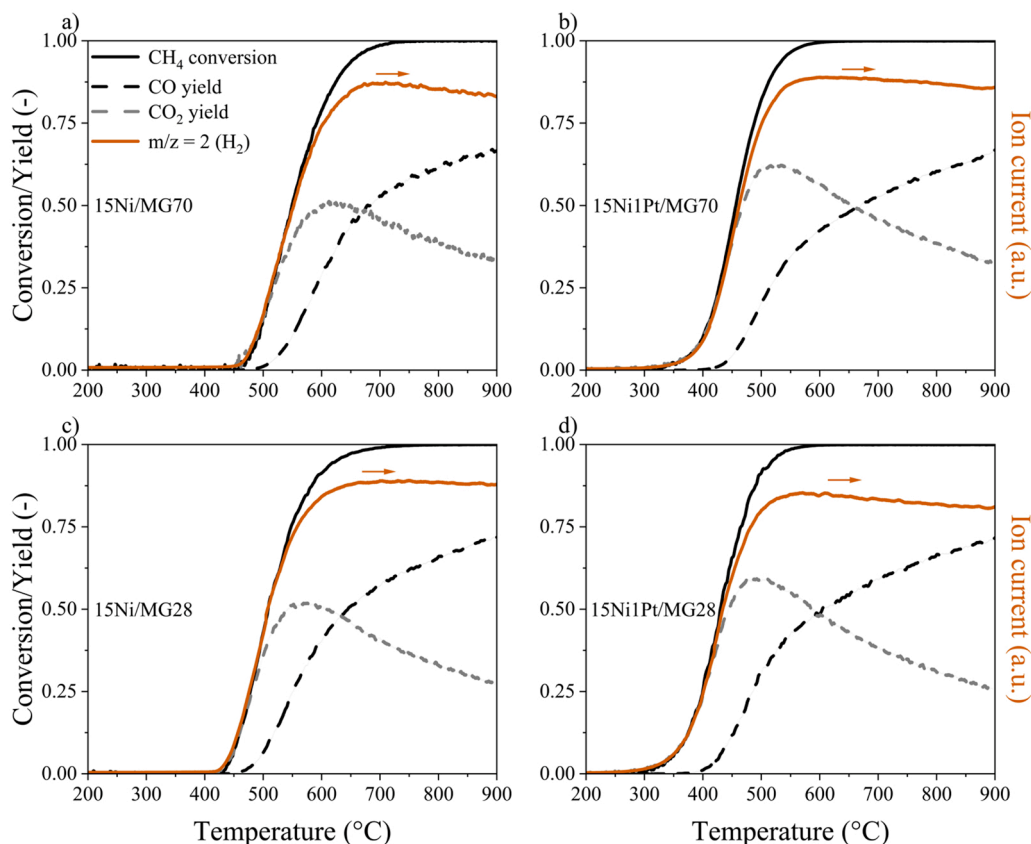 a)
1.00
0.75
0.50
0.25
0.00
CH4 conversion
CO yield
CO2 yield
m/z = 2 (H2)
15Ni/MG70
200 300 400 500 600 700 800 900
Conversion/Yield (-)
b)
1.00
0.75
0.50
0.25
0.00
15Ni1Pt/MG70
200 300 400 500 600 700 800 900
Ion current (a.u.)
c)
1.00
0.75
0.50
0.25
0.00
15Ni/MG28
200 300 400 500 600 700 800 900
Conversion/Yield (-)
Temperature (°C)
d)
1.00
0.75
0.50
0.25
0.00
15Ni1Pt/MG28
200 300 400 500 600 700 800 900
Ion current (a.u.)
Temperature (°C)